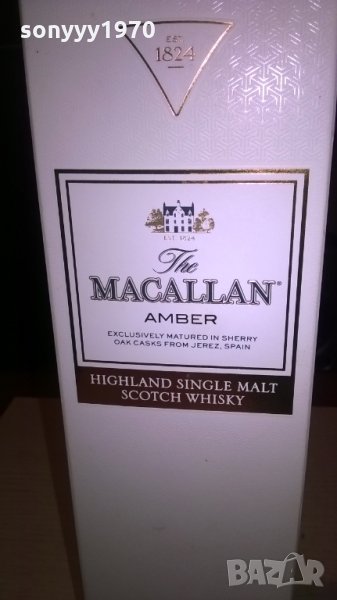 sonyyy1970
EST.
1824
EST. 1824
The
MACALLAN®
AMBER
EXCLUSIVELY MATURED IN SHERRY
OAK CASKS FROM JEREZ, SPAIN
HIGHLAND SINGLE MALT
SCOTCH WHISKY
BAZAR